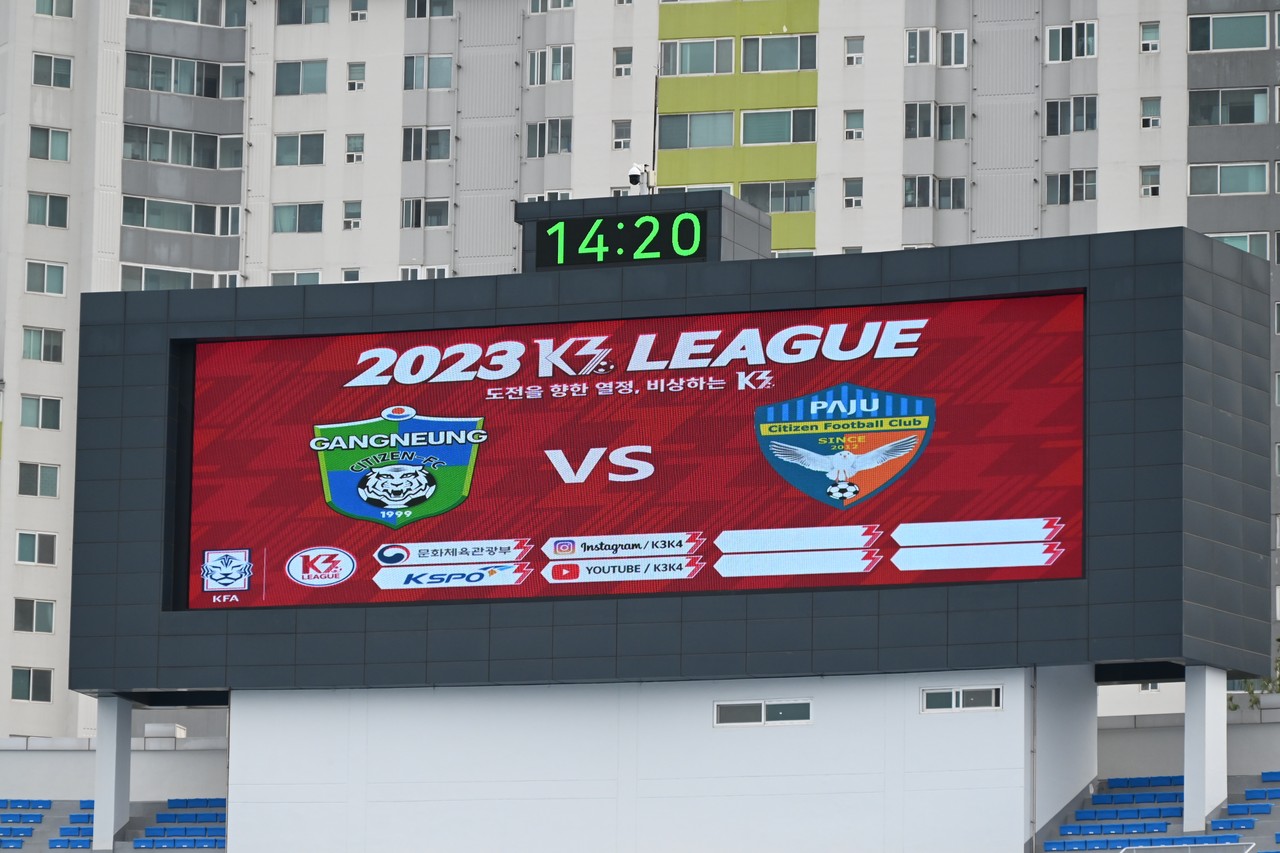 14:20
2023 K3 LEAGUE
도전을 향한 열정, 비상하는 K3
GANGNEUNG
CITIZEN-FC
1999
VS
PAJU
Citizen Football Club
SINCE
2012
KFA
K3
LEAGUE
문화체육관광부
KSPO
Instagram / K3K4
YOUTUBE / K3K4